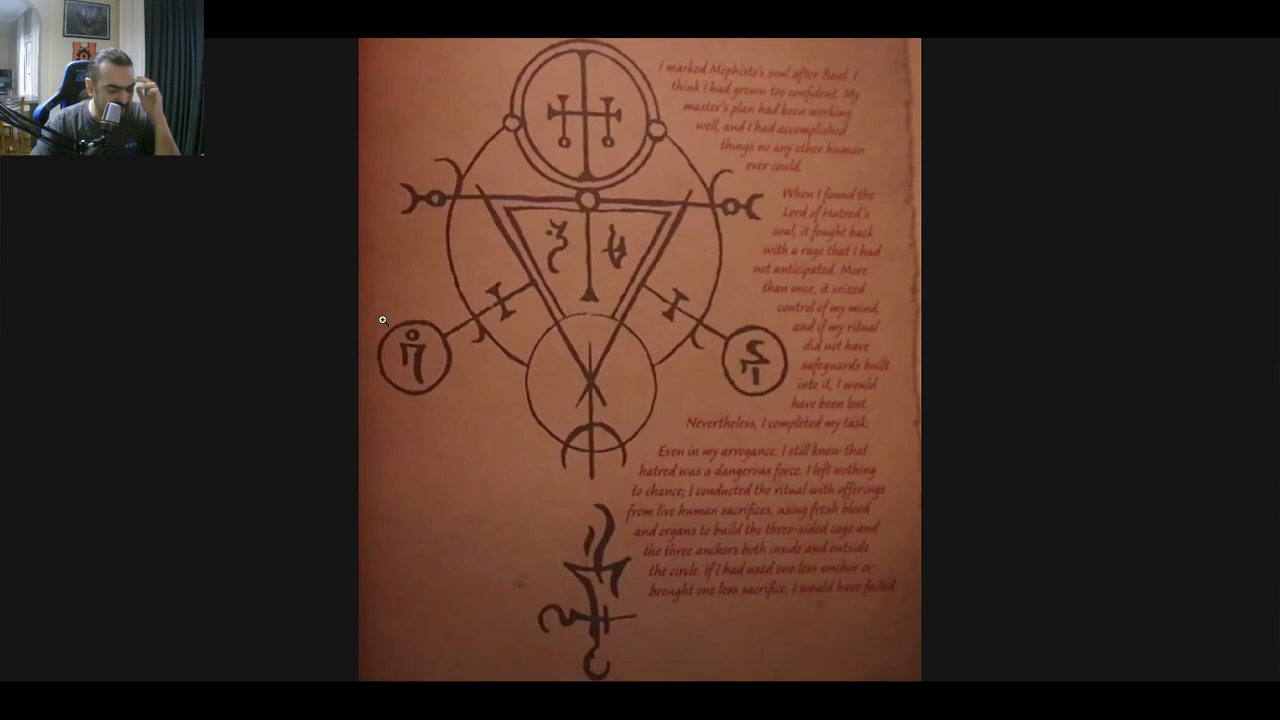 I marked Mephisto's soul after Baal. I
think I had grown too confident. My
master's plan had been working
well, and I had accomplished
things no any other human
ever could.
When I found the
Lord of Hatred's
soul, it fought back
with a rage that I had
not anticipated. More
than once, it seized
control of my mind,
and if my ritual
did not have
safeguards built
into it, I would
have been lost.
Nevertheless, I completed my task.
Even in my arrogance, I still knew that
hatred was a dangerous force. I left nothing
to chance; I conducted the ritual with offerings
from live human sacrifices, using fresh blood
and organs to build the three-sided cage and
the three anchors both inside and outside
the circle. If I had used one less anchor or
brought one less sacrifice, I would have failed.